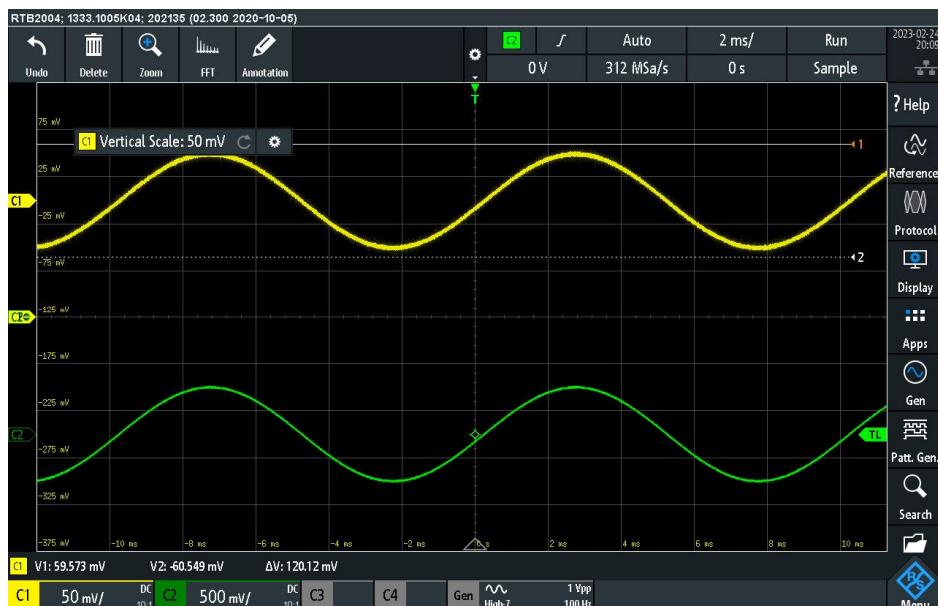 RTB2004; 1333.1005K04; 202135 (02.300 2020-10-05)
Undo
Delete
Zoom
FFT
Annotation
C2
Auto
2 ms/
Run
0 V
312 MSa/s
0 s
Sample
2023-02-24
20:09
T
75 mV
C1 Vertical Scale: 50 mV
1
25 mV
C1
-25 mV
-75 mV
2
-125 mV
-175 mV
-225 mV
C2
TL
-275 mV
-325 mV
-375 mV
-10 ms
-8 ms
-6 ms
-4 ms
-2 ms
0 s
2 ms
4 ms
6 ms
8 ms
10 ms
? Help
Reference
Protocol
Display
Apps
Gen
Patt. Gen.
Search
Menu
C1 V1: 59.573 mV V2: -60.549 mV ΔV: 120.12 mV
C1 50 mV/ DC 10:1
C2 500 mV/ DC 10:1
C3
C4
Gen 1 Vpp
High-Z 100 Hz
R&S